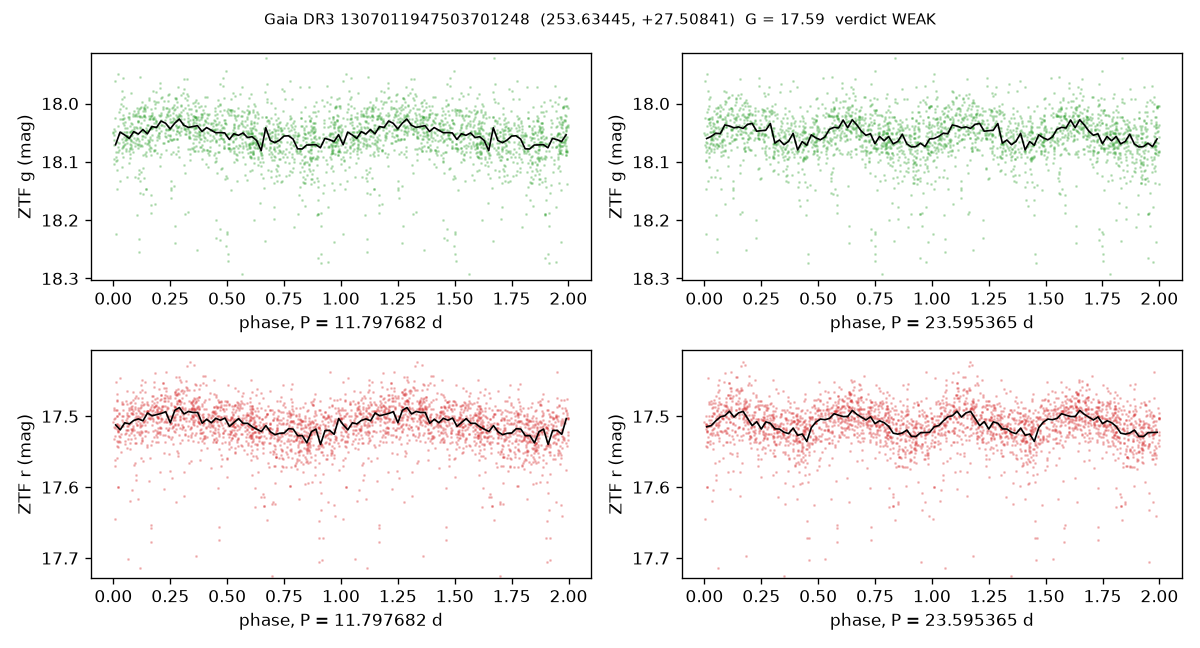 Gaia DR3 1307011947503701248  (253.63445, +27.50841)  G = 17.59  verdict WEAK
ZTF g (mag)
18.0
18.1
18.2
18.3
0.00 0.25 0.50 0.75 1.00 1.25 1.50 1.75 2.00
phase, P = 11.797682 d
ZTF g (mag)
18.0
18.1
18.2
18.3
0.00 0.25 0.50 0.75 1.00 1.25 1.50 1.75 2.00
phase, P = 23.595365 d
ZTF r (mag)
17.5
17.6
17.7
0.00 0.25 0.50 0.75 1.00 1.25 1.50 1.75 2.00
phase, P = 11.797682 d
ZTF r (mag)
17.5
17.6
17.7
0.00 0.25 0.50 0.75 1.00 1.25 1.50 1.75 2.00
phase, P = 23.595365 d